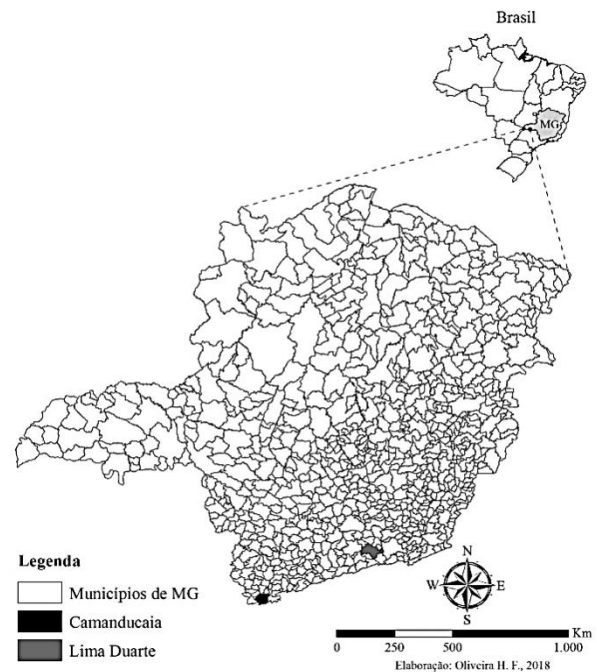 Brasil
MG
Legenda
Municípios de MG
Camanducaia
Lima Duarte
N
W E
S
0 250 500 1.000 Km
Elaboração: Oliveira H. F., 2018